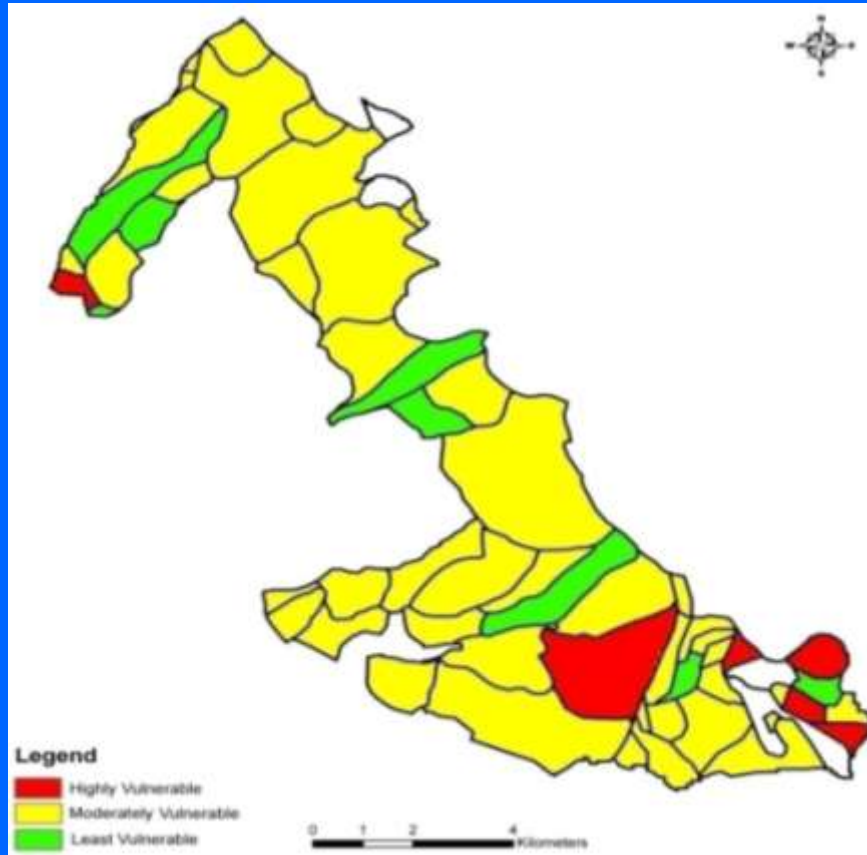 N
W E
S
Legend
Highly Vulnerable
Moderately Vulnerable
Least Vulnerable
0 1 2 4
Kilometers